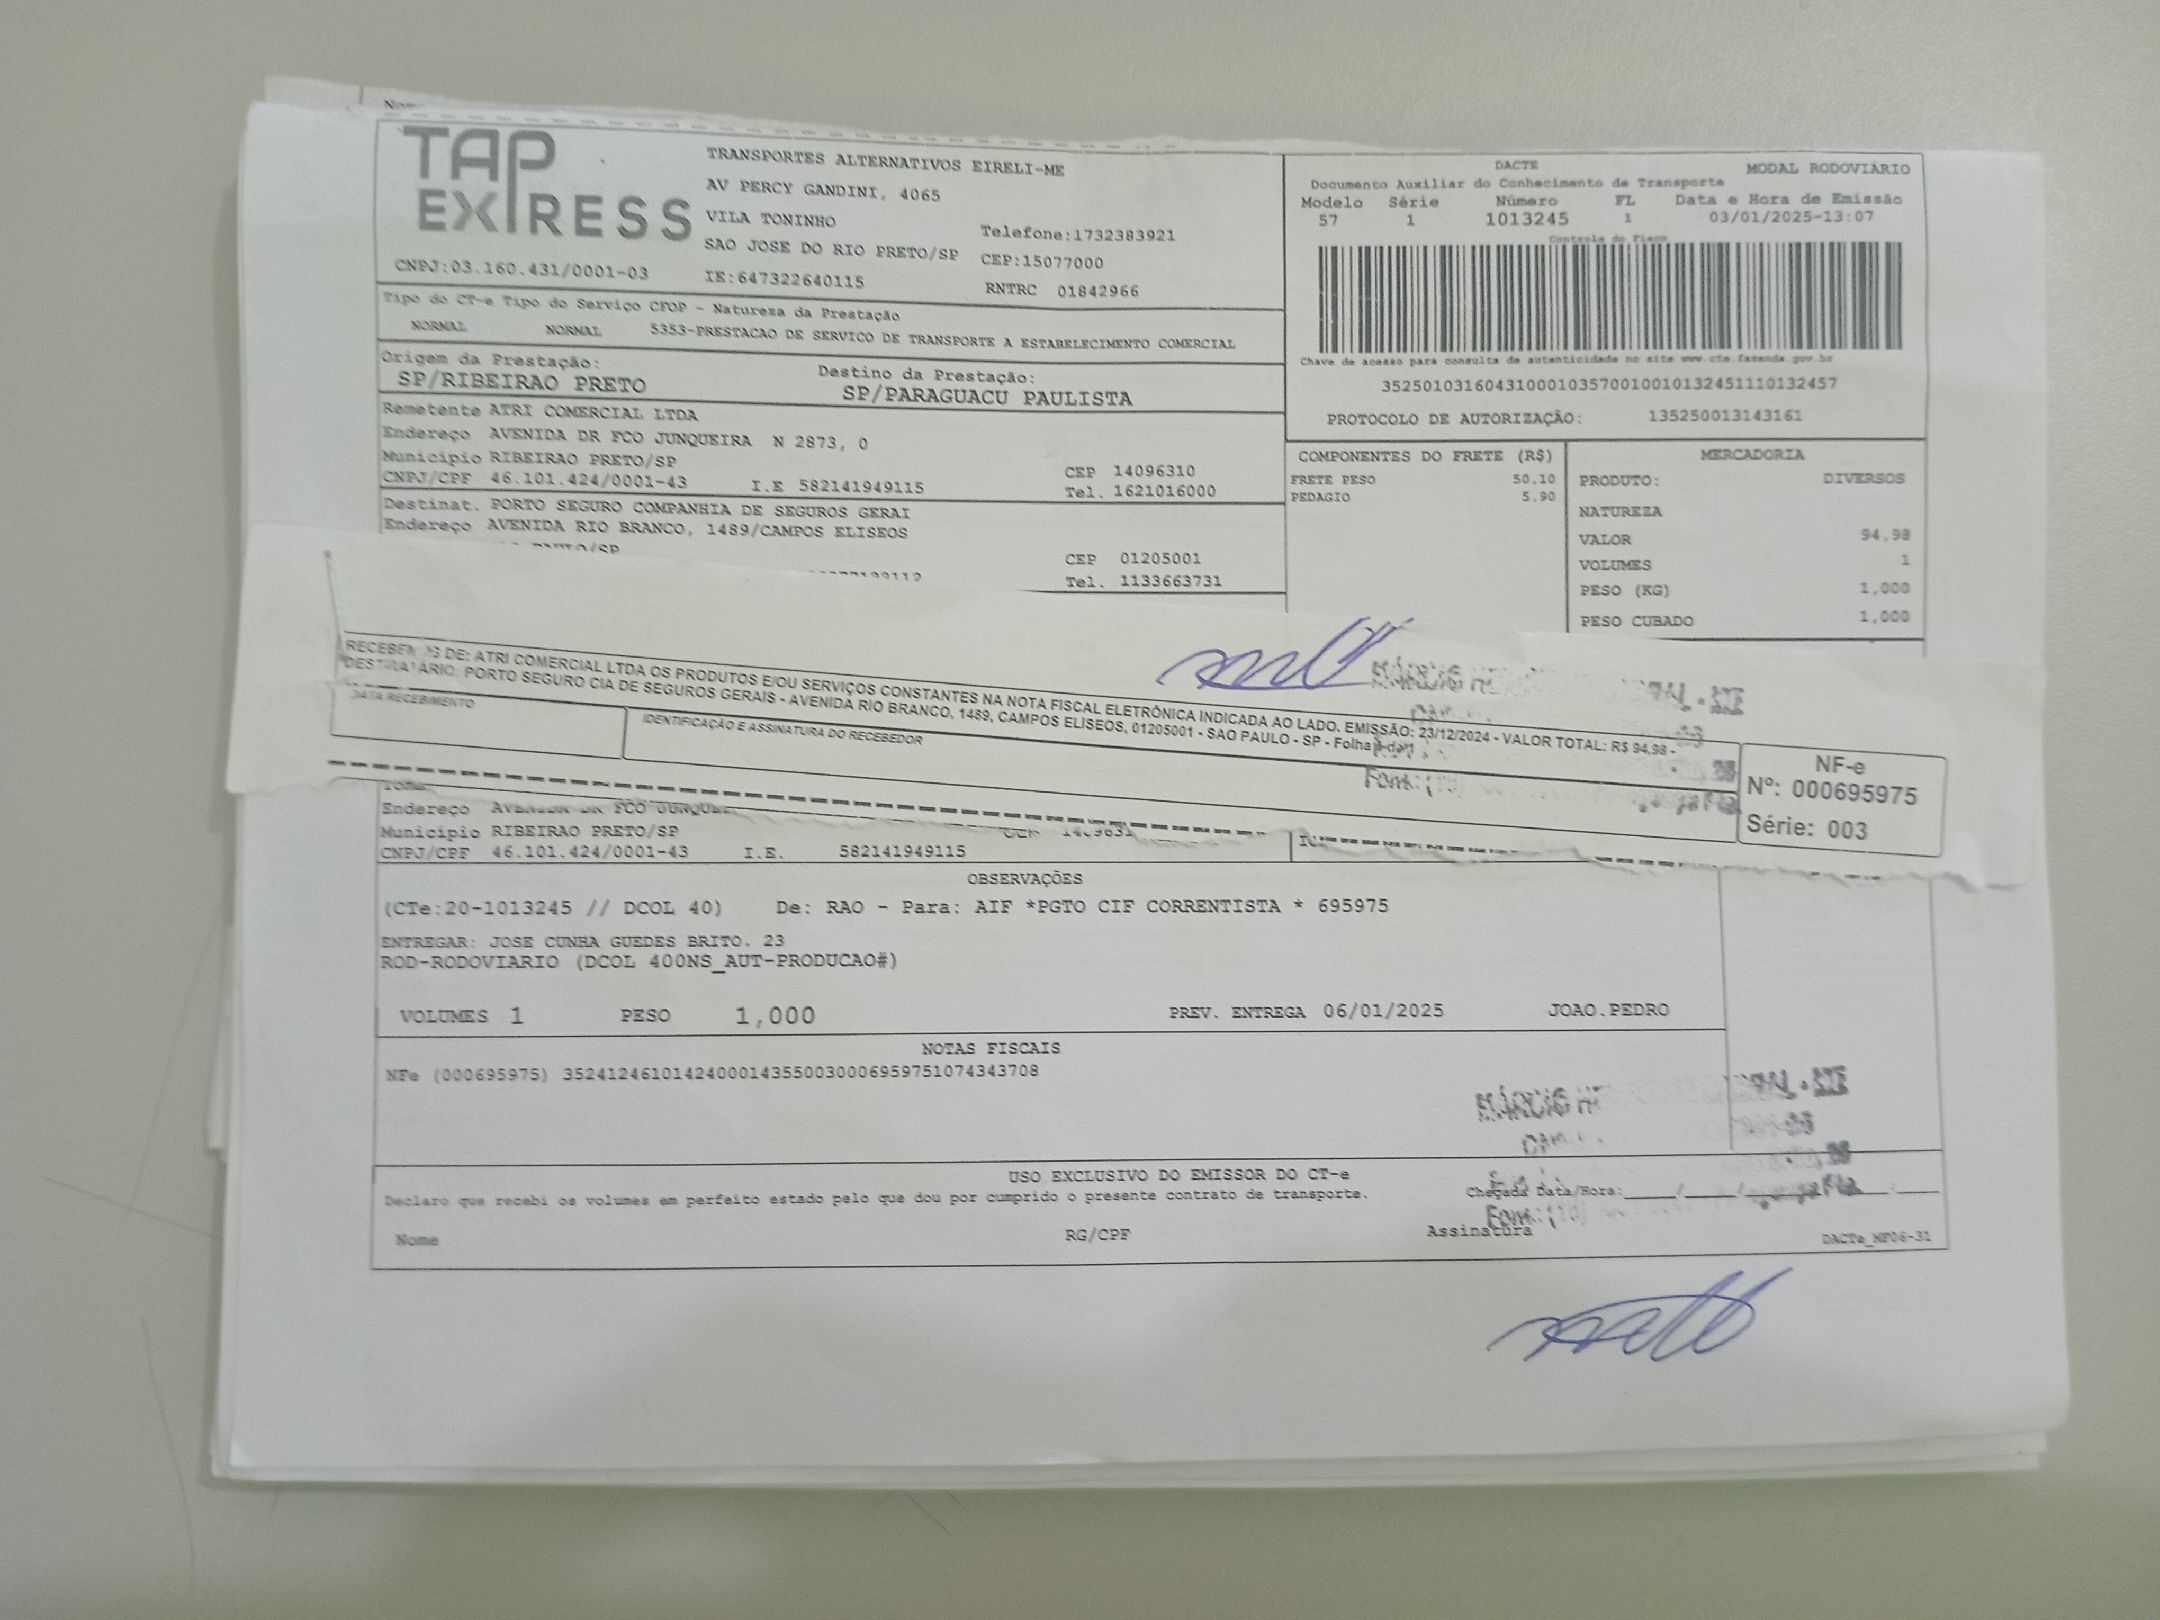 TAP EXPRESS
TRANSPORTES ALTERNATIVOS EIRELI-ME
AV PERCY GANDINI, 4065
VILA TONINHO
SAO JOSE DO RIO PRETO/SP
Telefone:1732383921
CEP:15077000
CNPJ:03.160.431/0001-03
IE:647322640115
RNTRC 01842966
DACTE
MODAL RODOVIÁRIO
Documento Auxiliar do Conhecimento de Transporte
Modelo Série Número FL Data e Hora de Emissão
57 1 1013245 1 03/01/2025-13:07
Controle do Fisco
Chave de acesso para consulta de autenticidade no site www.cte.fazenda.gov.br
35250103160431000103570010010132451110132457
PROTOCOLO DE AUTORIZAÇÃO: 135250013143161
Tipo do CT-e Tipo do Serviço CFOP - Natureza da Prestação
NORMAL NORMAL 5353-PRESTACAO DE SERVICO DE TRANSPORTE A ESTABELECIMENTO COMERCIAL
Origem da Prestação:
SP/RIBEIRAO PRETO
Destino da Prestação:
SP/PARAGUACU PAULISTA
Remetente ATRI COMERCIAL LTDA
Endereço AVENIDA DR FCO JUNQUEIRA N 2873, 0
Município RIBEIRAO PRETO/SP CEP 14096310
CNPJ/CPF 46.101.424/0001-43 I.E 582141949115 Tel. 1621016000
Destinat. PORTO SEGURO COMPANHIA DE SEGUROS GERAI
Endereço AVENIDA RIO BRANCO, 1489/CAMPOS ELISEOS
CEP 01205001
Tel. 1133663731
COMPONENTES DO FRETE (R$)
FRETE PESO 50,10
PEDAGIO 5,90
MERCADORIA
PRODUTO: DIVERSOS
NATUREZA
VALOR 94,98
VOLUMES 1
PESO (KG) 1,000
PESO CUBADO 1,000
RECEBEMOS DE: ATRI COMERCIAL LTDA OS PRODUTOS E/OU SERVIÇOS CONSTANTES NA NOTA FISCAL ELETRÔNICA INDICADA AO LADO. EMISSÃO: 23/12/2024 - VALOR TOTAL: R$ 94,98 -
DESTINATÁRIO: PORTO SEGURO CIA DE SEGUROS GERAIS - AVENIDA RIO BRANCO, 1489, CAMPOS ELISEOS, 01205001 - SAO PAULO - SP - Folha
DATA RECEBIMENTO
IDENTIFICAÇÃO E ASSINATURA DO RECEBEDOR
NF-e
Nº: 000695975
Série: 003
MÁRCIO
Fone:
Endereço AVENIDA DR FCO
Município RIBEIRAO PRETO/SP
CNPJ/CPF 46.101.424/0001-43 I.E. 582141949115
OBSERVAÇÕES
(CTe:20-1013245 // DCOL 40) De: RAO - Para: AIF *PGTO CIF CORRENTISTA * 695975
ENTREGAR: JOSE CUNHA GUEDES BRITO. 23
ROD-RODOVIARIO (DCOL 400NS_AUT-PRODUCAO#)
VOLUMES 1 PESO 1,000 PREV. ENTREGA 06/01/2025 JOAO.PEDRO
NOTAS FISCAIS
NFe (000695975) 35241246101424000143550030006959751074343708
MÁRCIO
USO EXCLUSIVO DO EMISSOR DO CT-e
Declaro que recebi os volumes em perfeito estado pelo que dou por cumprido o presente contrato de transporte.
Chegada Data/Hora:
Fone:
Nome RG/CPF Assinatura DACTe_MP06-31